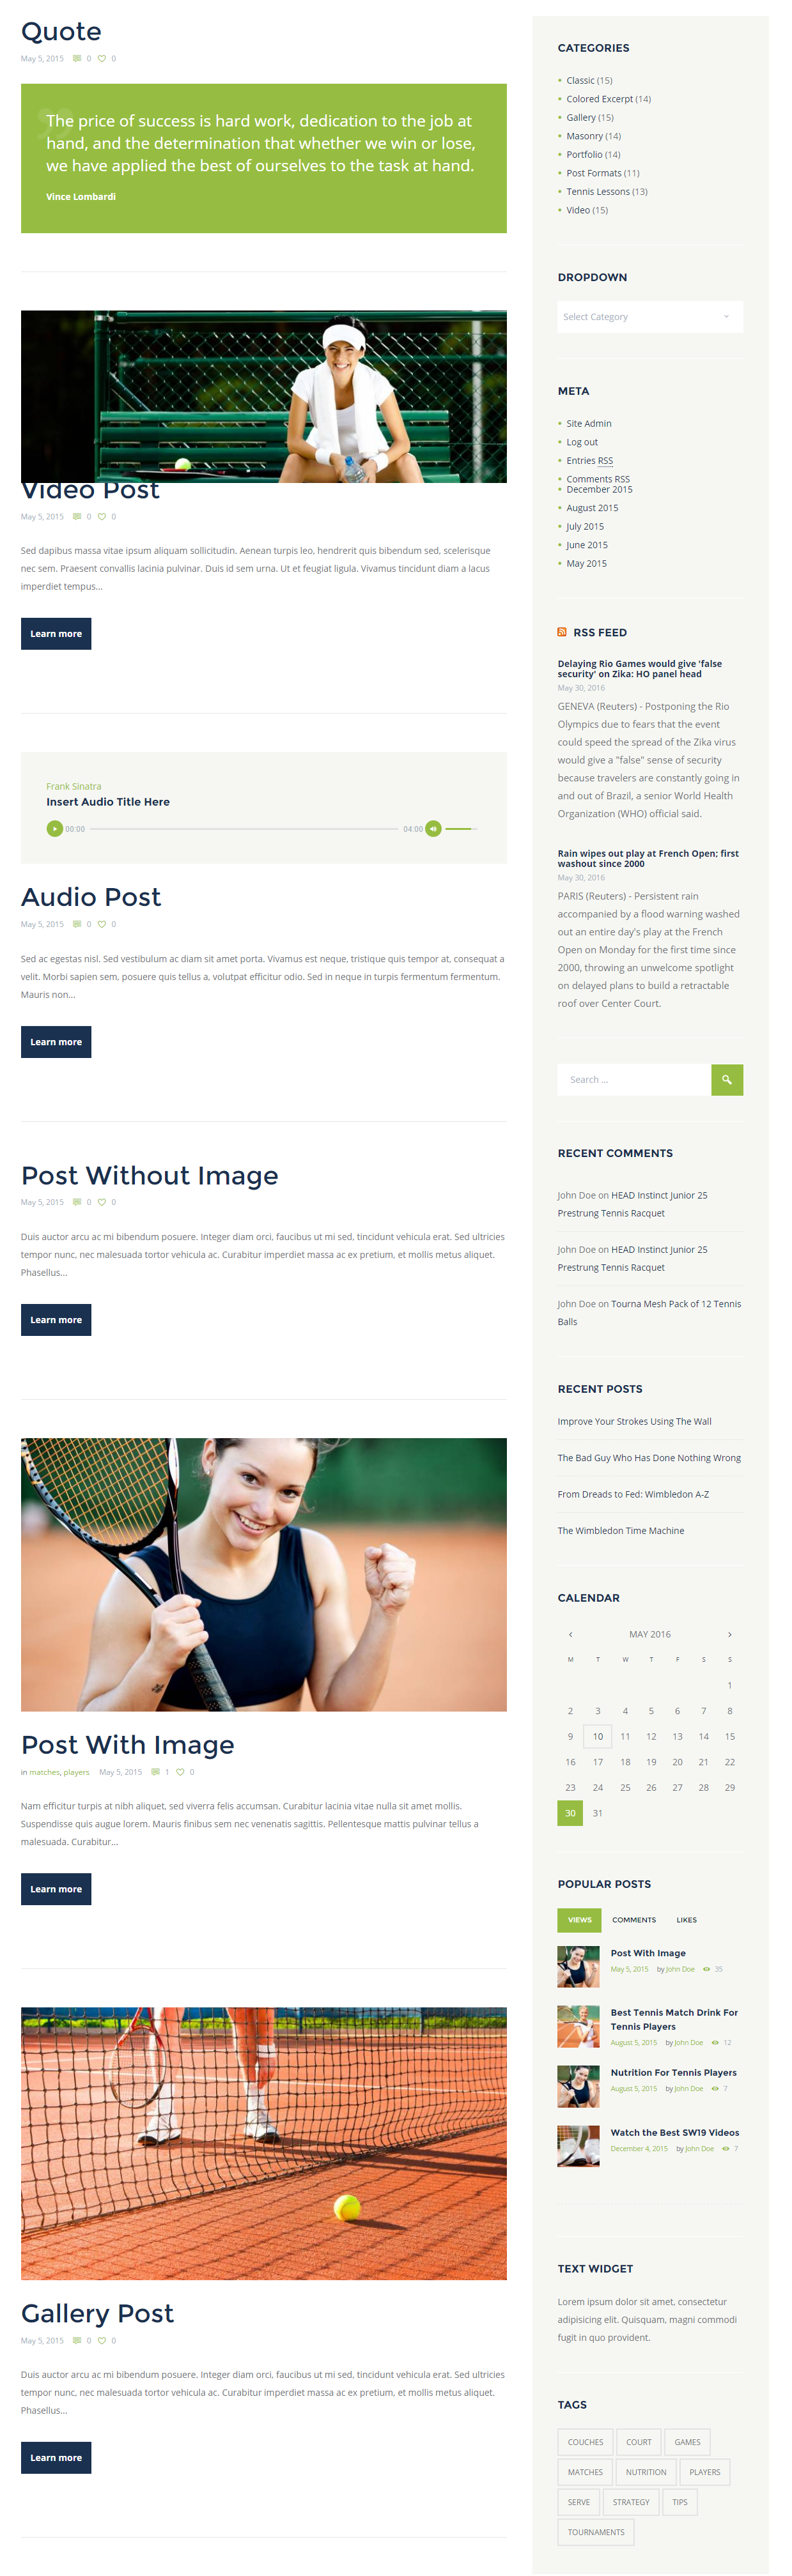 Quote
May 5, 2015 0 0
The price of success is hard work, dedication to the job at
hand, and the determination that whether we win or lose,
we have applied the best of ourselves to the task at hand.
Vince Lombardi
Video Post
May 5, 2015 0 0
Sed dapibus massa vitae ipsum aliquam sollicitudin. Aenean turpis leo, hendrerit quis bibendum sed, scelerisque
nec sem. Praesent convallis lacinia pulvinar. Duis id sem urna. Ut et feugiat ligula. Vivamus tincidunt diam a lacus
imperdiet tempus...
Learn more
Frank Sinatra
Insert Audio Title Here
00:00 04:00
Audio Post
May 5, 2015 0 0
Sed ac egestas nisl. Sed vestibulum ac diam sit amet porta. Vivamus est neque, tristique quis tempor at, consequat a
velit. Morbi sapien sem, posuere quis tellus a, volutpat efficitur odio. Sed in neque in turpis fermentum fermentum.
Mauris non...
Learn more
Post Without Image
May 5, 2015 0 0
Duis auctor arcu ac mi bibendum posuere. Integer diam orci, faucibus ut mi sed, tincidunt vehicula erat. Sed ultricies
tempor nunc, nec malesuada tortor vehicula ac. Curabitur imperdiet massa ac ex pretium, et mollis metus aliquet.
Phasellus...
Learn more
Post With Image
in matches, players May 5, 2015 1 0
Nam efficitur turpis at nibh aliquet, sed viverra felis accumsan. Curabitur lacinia vitae nulla sit amet mollis.
Suspendisse quis augue lorem. Mauris finibus sem nec venenatis sagittis. Pellentesque mattis pulvinar tellus a
malesuada. Curabitur...
Learn more
Gallery Post
May 5, 2015 0 0
Duis auctor arcu ac mi bibendum posuere. Integer diam orci, faucibus ut mi sed, tincidunt vehicula erat. Sed ultricies
tempor nunc, nec malesuada tortor vehicula ac. Curabitur imperdiet massa ac ex pretium, et mollis metus aliquet.
Phasellus...
Learn more
CATEGORIES
Classic (15)
Colored Excerpt (14)
Gallery (15)
Masonry (14)
Portfolio (14)
Post Formats (11)
Tennis Lessons (13)
Video (15)
DROPDOWN
Select Category
META
Site Admin
Log out
Entries RSS
Comments RSS
December 2015
August 2015
July 2015
June 2015
May 2015
RSS FEED
Delaying Rio Games would give 'false
security' on Zika: HO panel head
May 30, 2016
GENEVA (Reuters) - Postponing the Rio
Olympics due to fears that the event
could speed the spread of the Zika virus
would give a "false" sense of security
because travelers are constantly going in
and out of Brazil, a senior World Health
Organization (WHO) official said.
Rain wipes out play at French Open; first
washout since 2000
May 30, 2016
PARIS (Reuters) - Persistent rain
accompanied by a flood warning washed
out an entire day's play at the French
Open on Monday for the first time since
2000, throwing an unwelcome spotlight
on delayed plans to build a retractable
roof over Center Court.
Search ...
RECENT COMMENTS
John Doe on HEAD Instinct Junior 25
Prestrung Tennis Racquet
John Doe on HEAD Instinct Junior 25
Prestrung Tennis Racquet
John Doe on Tourna Mesh Pack of 12 Tennis
Balls
RECENT POSTS
Improve Your Strokes Using The Wall
The Bad Guy Who Has Done Nothing Wrong
From Dreads to Fed: Wimbledon A-Z
The Wimbledon Time Machine
CALENDAR
MAY 2016
M T W T F S S
1
2 3 4 5 6 7 8
9 10 11 12 13 14 15
16 17 18 19 20 21 22
23 24 25 26 27 28 29
30 31
POPULAR POSTS
VIEWS COMMENTS LIKES
Post With Image
May 5, 2015 by John Doe 35
Best Tennis Match Drink For
Tennis Players
August 5, 2015 by John Doe 12
Nutrition For Tennis Players
August 5, 2015 by John Doe 7
Watch the Best SW19 Videos
December 4, 2015 by John Doe 7
TEXT WIDGET
Lorem ipsum dolor sit amet, consectetur
adipisicing elit. Quisquam, magni commodi
fugit in quo provident.
TAGS
COUCHES COURT GAMES
MATCHES NUTRITION PLAYERS
SERVE STRATEGY TIPS
TOURNAMENTS